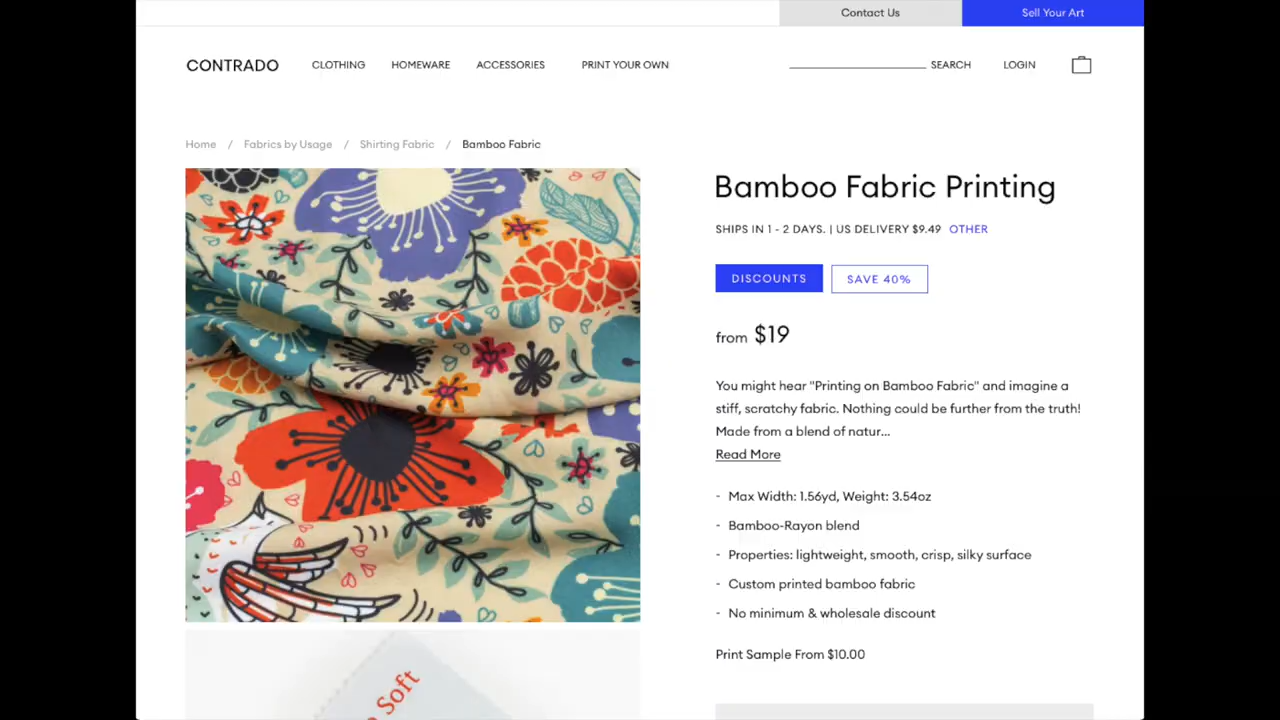 Contact Us
Sell Your Art
CONTRADO
CLOTHING
HOMEWARE
ACCESSORIES
PRINT YOUR OWN
SEARCH
LOGIN
Home / Fabrics by Usage / Shirting Fabric / Bamboo Fabric
Bamboo Fabric Printing
SHIPS IN 1 - 2 DAYS. | US DELIVERY $9.49 OTHER
DISCOUNTS
SAVE 40%
from $19
You might hear "Printing on Bamboo Fabric" and imagine a
stiff, scratchy fabric. Nothing could be further from the truth!
Made from a blend of natur...
Read More
- Max Width: 1.56yd, Weight: 3.54oz
- Bamboo-Rayon blend
- Properties: lightweight, smooth, crisp, silky surface
- Custom printed bamboo fabric
- No minimum & wholesale discount
Print Sample From $10.00
Soft